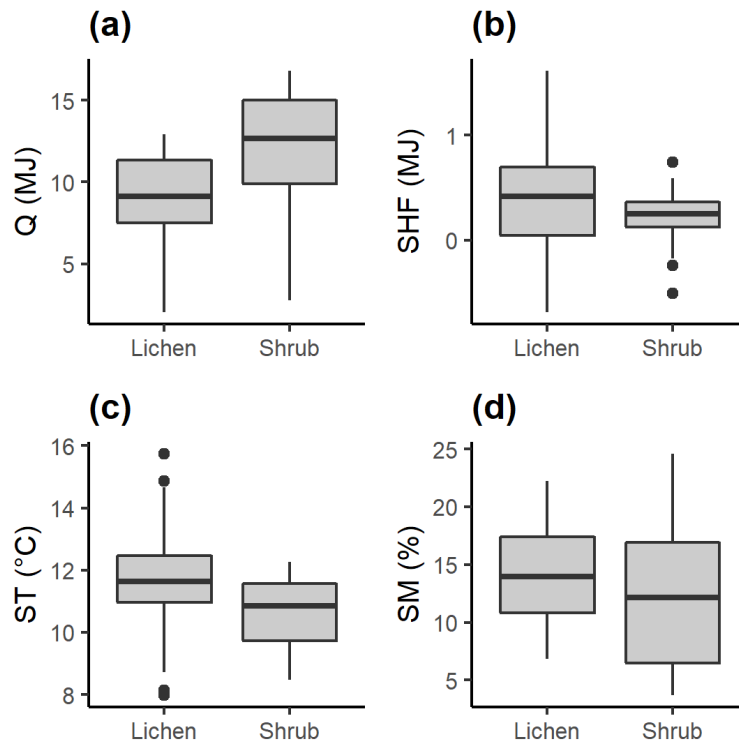 (a)
Q (MJ)
15
10
5
Lichen
Shrub
(b)
SHF (MJ)
1
0
Lichen
Shrub
(c)
ST (°C)
16
14
12
10
8
Lichen
Shrub
(d)
SM (%)
25
20
15
10
5
Lichen
Shrub